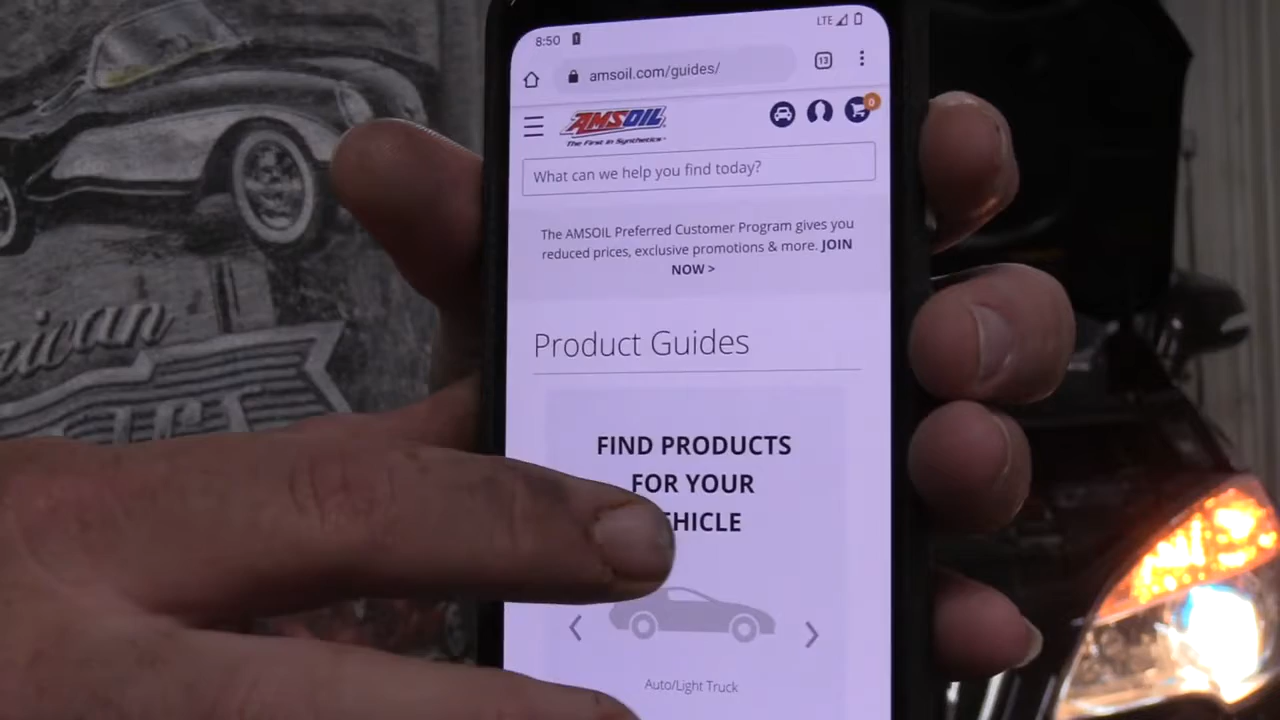 8:50
LTE
13
amsoil.com/guides/
AMSOIL
The First in Synthetics
0
What can we help you find today?
The AMSOIL Preferred Customer Program gives you
reduced prices, exclusive promotions & more. JOIN
NOW >
Product Guides
FIND PRODUCTS
FOR YOUR
HICLE
Auto/Light Truck
rican